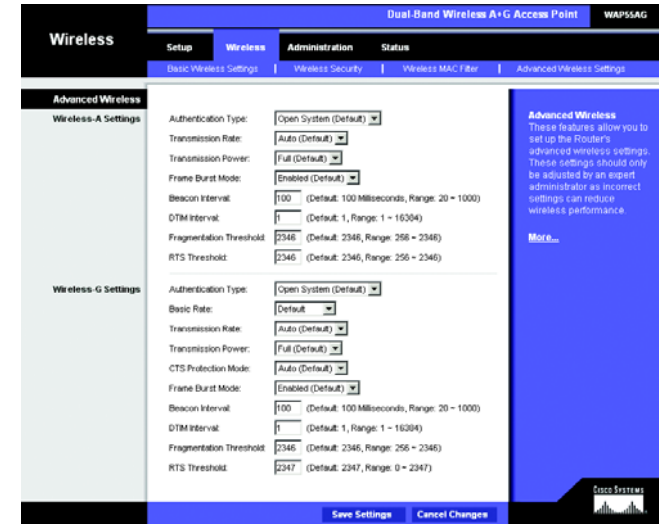 Dual-Band Wireless A+G Access Point WAP55AG
Wireless
Setup Wireless Administration Status
Basic Wireless Settings | Wireless Security | Wireless MAC Filter | Advanced Wireless Settings
Advanced Wireless
Wireless-A Settings
Authentication Type: Open System (Default)
Transmission Rate: Auto (Default)
Transmission Power: Full (Default)
Frame Burst Mode: Enabled (Default)
Beacon Interval: 100 (Default: 100 Milliseconds, Range: 20 ~ 1000)
DTIM Interval: 1 (Default: 1, Range: 1 ~ 16384)
Fragmentation Threshold: 2346 (Default: 2346, Range: 256 ~ 2346)
RTS Threshold: 2346 (Default: 2346, Range: 256 ~ 2346)
Wireless-G Settings
Authentication Type: Open System (Default)
Basic Rate: Default
Transmission Rate: Auto (Default)
Transmission Power: Full (Default)
CTS Protection Mode: Auto (Default)
Frame Burst Mode: Enabled (Default)
Beacon Interval: 100 (Default: 100 Milliseconds, Range: 20 ~ 1000)
DTIM Interval: 1 (Default: 1, Range: 1 ~ 16384)
Fragmentation Threshold: 2346 (Default: 2346, Range: 256 ~ 2346)
RTS Threshold: 2347 (Default: 2347, Range: 0 ~ 2347)
Advanced Wireless
These features allow you to
set up the Router's
advanced wireless settings.
These settings should only
be adjusted by an expert
administrator as incorrect
settings can reduce
wireless performance.
More...
Save Settings Cancel Changes
CISCO SYSTEMS